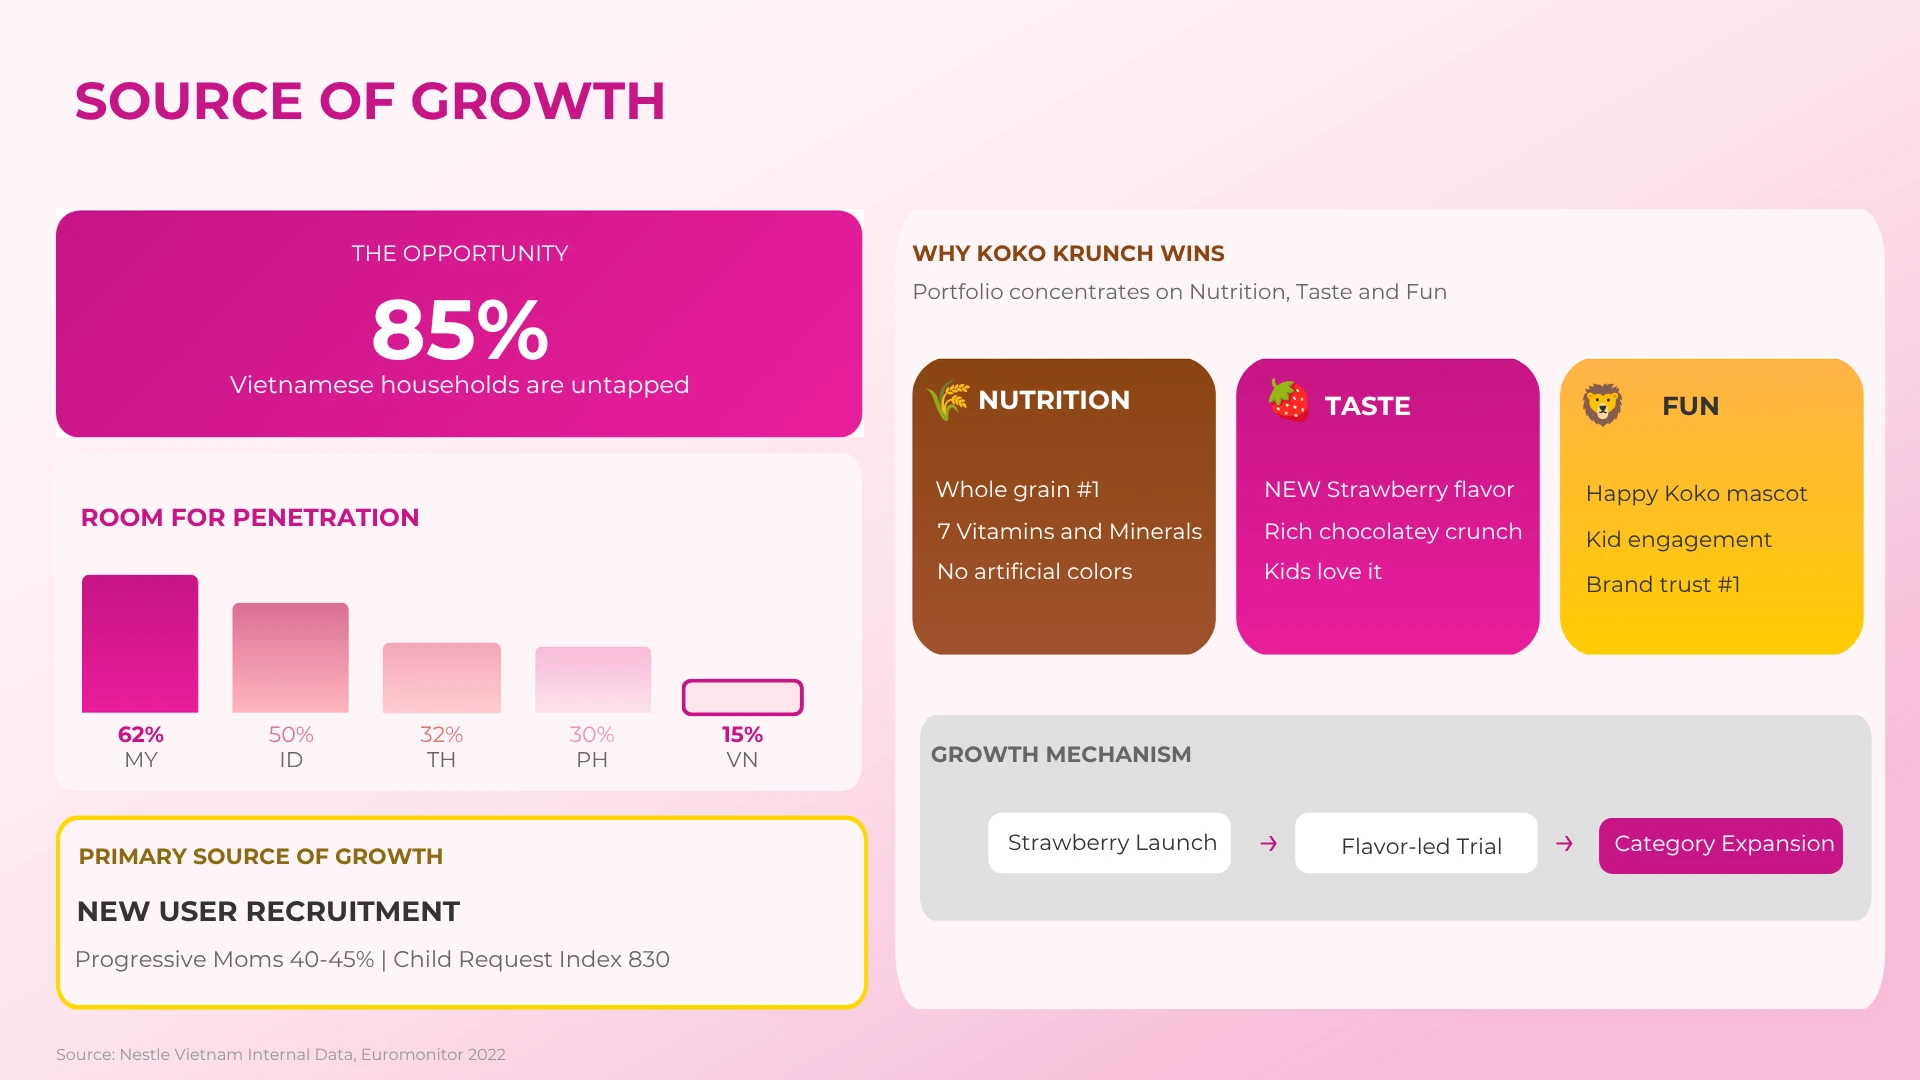 SOURCE OF GROWTH
THE OPPORTUNITY
85%
Vietnamese households are untapped
ROOM FOR PENETRATION
62% 50% 32% 30% 15%
MY ID TH PH VN
PRIMARY SOURCE OF GROWTH
NEW USER RECRUITMENT
Progressive Moms 40-45% | Child Request Index 830
WHY KOKO KRUNCH WINS
Portfolio concentrates on Nutrition, Taste and Fun
NUTRITION
Whole grain #1
7 Vitamins and Minerals
No artificial colors
TASTE
NEW Strawberry flavor
Rich chocolatey crunch
Kids love it
FUN
Happy Koko mascot
Kid engagement
Brand trust #1
GROWTH MECHANISM
Strawberry Launch → Flavor-led Trial → Category Expansion
Source: Nestle Vietnam Internal Data, Euromonitor 2022